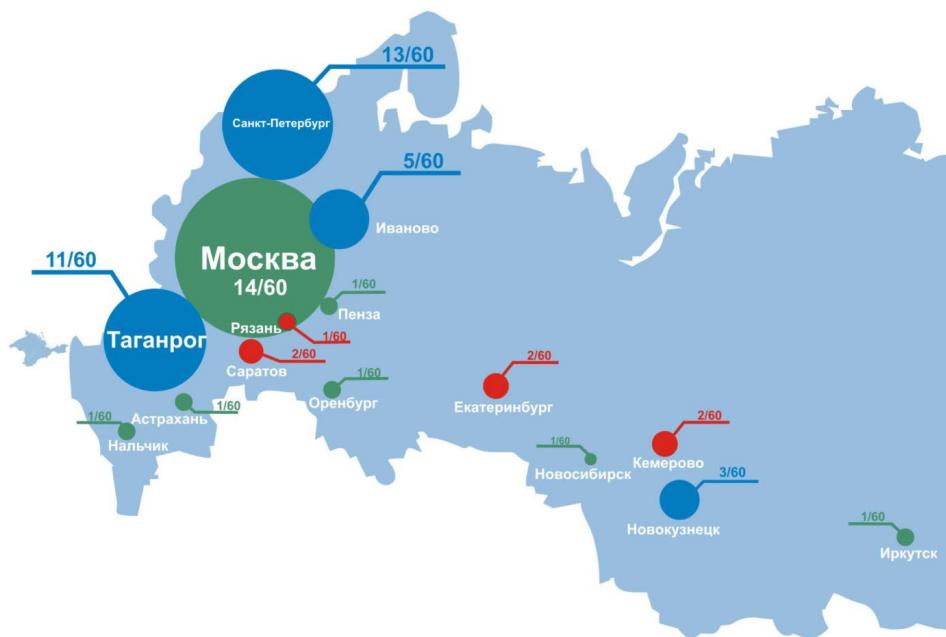 13/60
Санкт-Петербург
5/60
Иваново
Москва
14/60
11/60
1/60
Пенза
Рязань
1/60
Таганрог
2/60
Саратов
2/60
Екатеринбург
1/60
Оренбург
1/60
Астрахань
1/60
Нальчик
2/60
Кемерово
1/60
Новосибирск
3/60
Новокузнецк
1/60
Иркутск